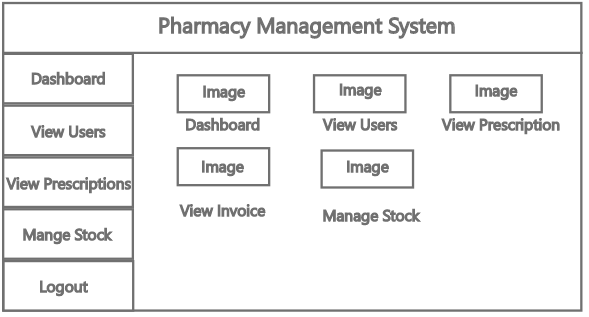 Pharmacy Management System
Dashboard
View Users
View Prescriptions
Mange Stock
Logout
Image Image Image
Dashboard View Users View Prescription
Image Image
View Invoice Manage Stock